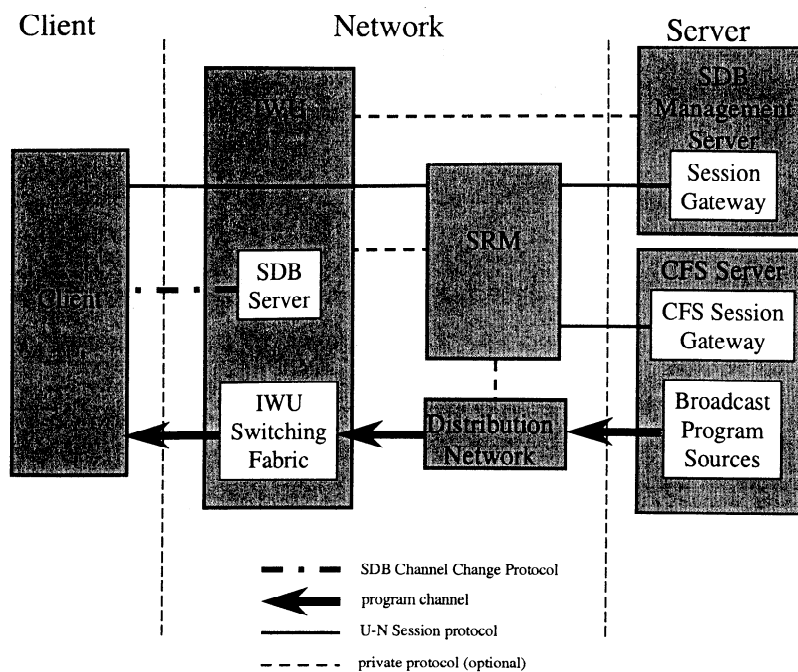 Client
Network
Server
IWU
SDB
Management
Server
Session
Gateway
SRM
Client
SDB
Server
CFS Server
CFS Session
Gateway
IWU
Switching
Fabric
Distribution
Network
Broadcast
Program
Sources
SDB Channel Change Protocol
program channel
U-N Session protocol
private protocol (optional)